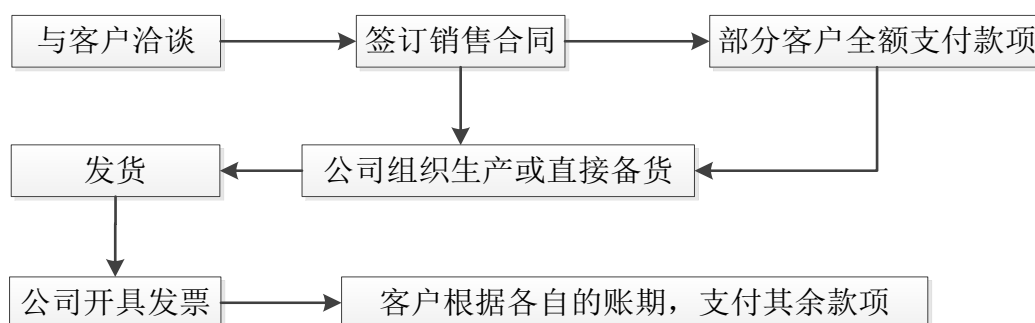 与客户洽谈
签订销售合同
部分客户全额支付款项
发货
公司组织生产或直接备货
公司开具发票
客户根据各自的账期，支付其余款项